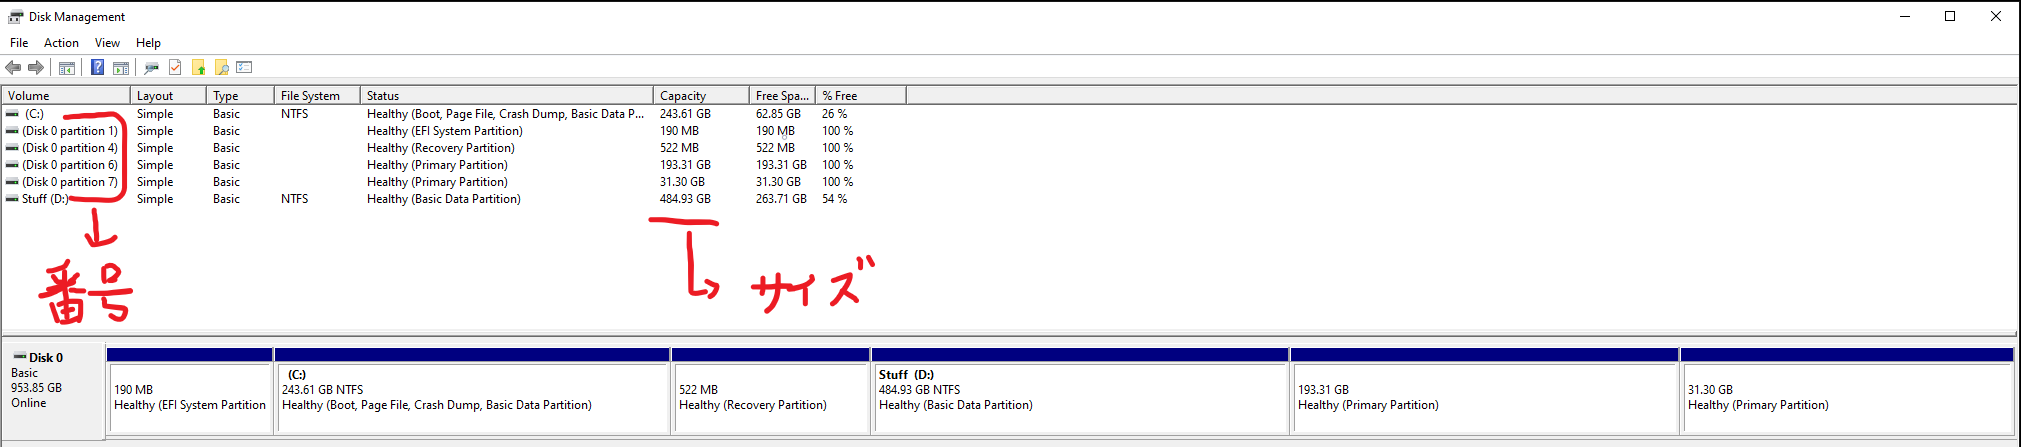 Disk Management
File Action View Help
Volume Layout Type File System Status Capacity Free Spa... % Free
(C:) Simple Basic NTFS Healthy (Boot, Page File, Crash Dump, Basic Data P... 243.61 GB 62.85 GB 26 %
(Disk 0 partition 1) Simple Basic Healthy (EFI System Partition) 190 MB 190 MB 100 %
(Disk 0 partition 4) Simple Basic Healthy (Recovery Partition) 522 MB 522 MB 100 %
(Disk 0 partition 6) Simple Basic Healthy (Primary Partition) 193.31 GB 193.31 GB 100 %
(Disk 0 partition 7) Simple Basic Healthy (Primary Partition) 31.30 GB 31.30 GB 100 %
Stuff (D:) Simple Basic NTFS Healthy (Basic Data Partition) 484.93 GB 263.71 GB 54 %
番号
サイズ
Disk 0
Basic
953.85 GB
Online
190 MB
Healthy (EFI System Partition
(C:)
243.61 GB NTFS
Healthy (Boot, Page File, Crash Dump, Basic Data Partition)
522 MB
Healthy (Recovery Partition)
Stuff (D:)
484.93 GB NTFS
Healthy (Basic Data Partition)
193.31 GB
Healthy (Primary Partition)
31.30 GB
Healthy (Primary Partition)